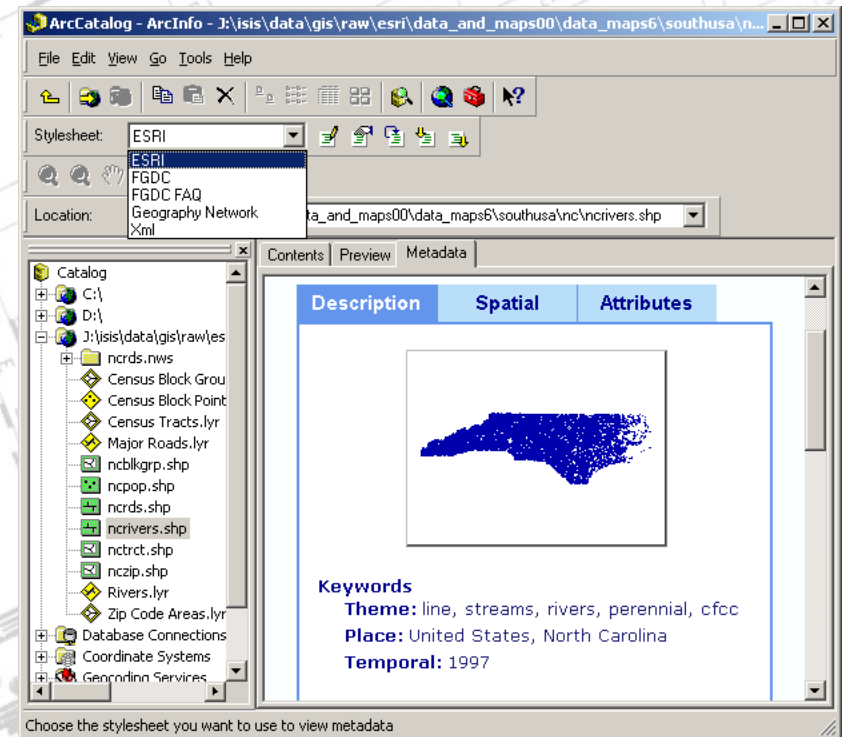 ArcCatalog - ArcInfo - J:\isis\data\gis\raw\esri\data_and_maps00\data_maps6\southusa\n...
File Edit View Go Tools Help
Stylesheet: ESRI
ESRI
FGDC
FGDC FAQ
Geography Network
Xml
Location: ta_and_maps00\data_maps6\southusa\nc\ncrivers.shp
Catalog
C:\
D:\
J:\isis\data\gis\raw\es
ncrds.nws
Census Block Grou
Census Block Point
Census Tracts.lyr
Major Roads.lyr
ncblkgrp.shp
ncpop.shp
ncrds.shp
ncrivers.shp
nctrct.shp
nczip.shp
Rivers.lyr
Zip Code Areas.lyr
Database Connections
Coordinate Systems
Geocoding Services
Contents Preview Metadata
Description Spatial Attributes
Keywords
Theme: line, streams, rivers, perennial, cfcc
Place: United States, North Carolina
Temporal: 1997
Choose the stylesheet you want to use to view metadata